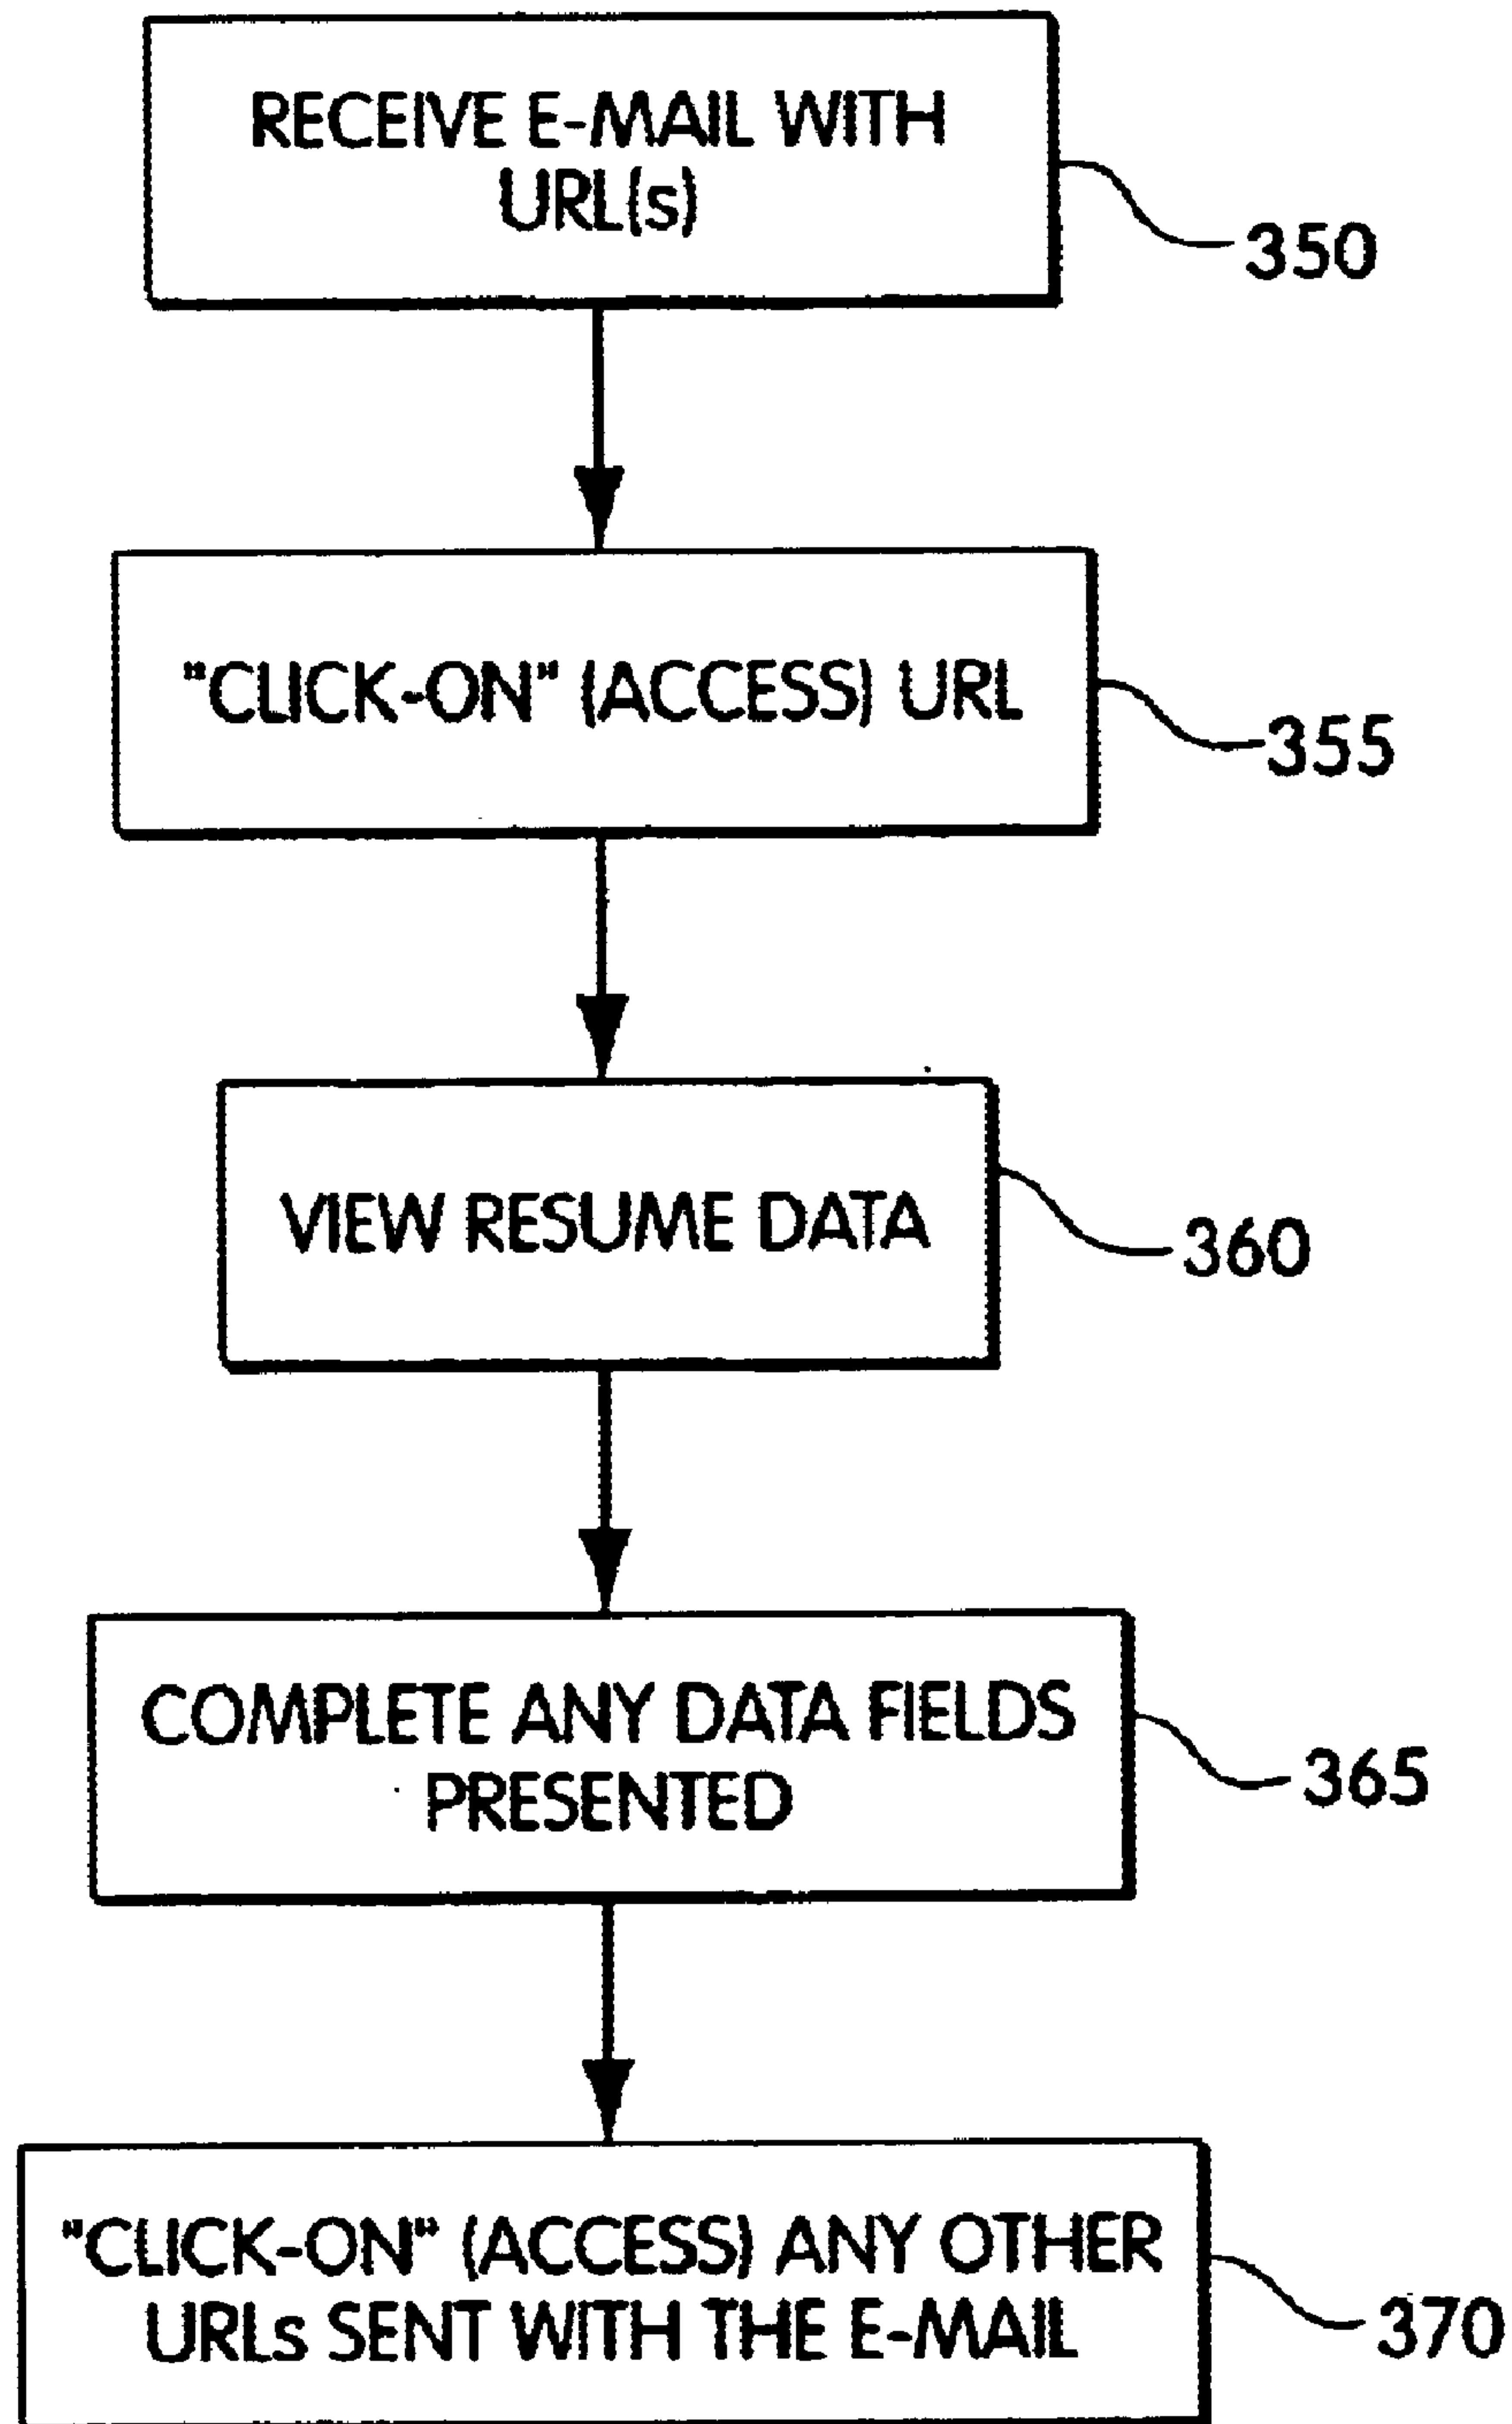 RECEIVE E-MAIL WITH
URL(s)
350
"CLICK-ON" (ACCESS) URL
355
VIEW RESUME DATA
360
COMPLETE ANY DATA FIELDS
PRESENTED
365
"CLICK-ON" (ACCESS) ANY OTHER
URLs SENT WITH THE E-MAIL
370